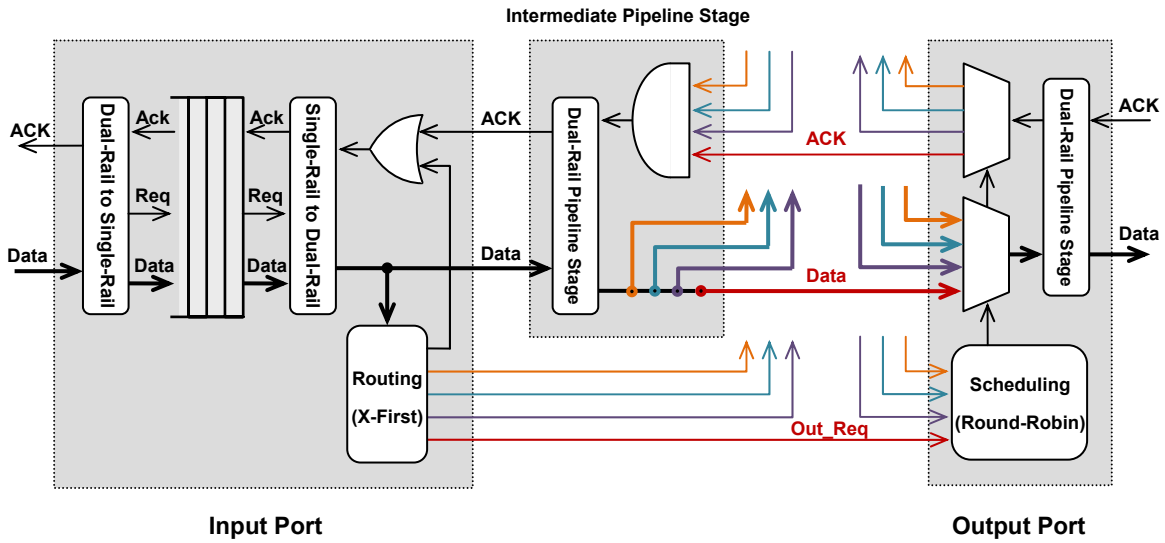 Intermediate Pipeline Stage
ACK
Data
Dual-Rail to Single-Rail
Ack
Req
Data
Ack
Req
Data
Single-Rail to Dual-Rail
ACK
Data
Routing
(X-First)
Dual-Rail Pipeline Stage
ACK
Data
Out_Req
Scheduling
(Round-Robin)
Dual-Rail Pipeline Stage
ACK
Data
Input Port
Output Port